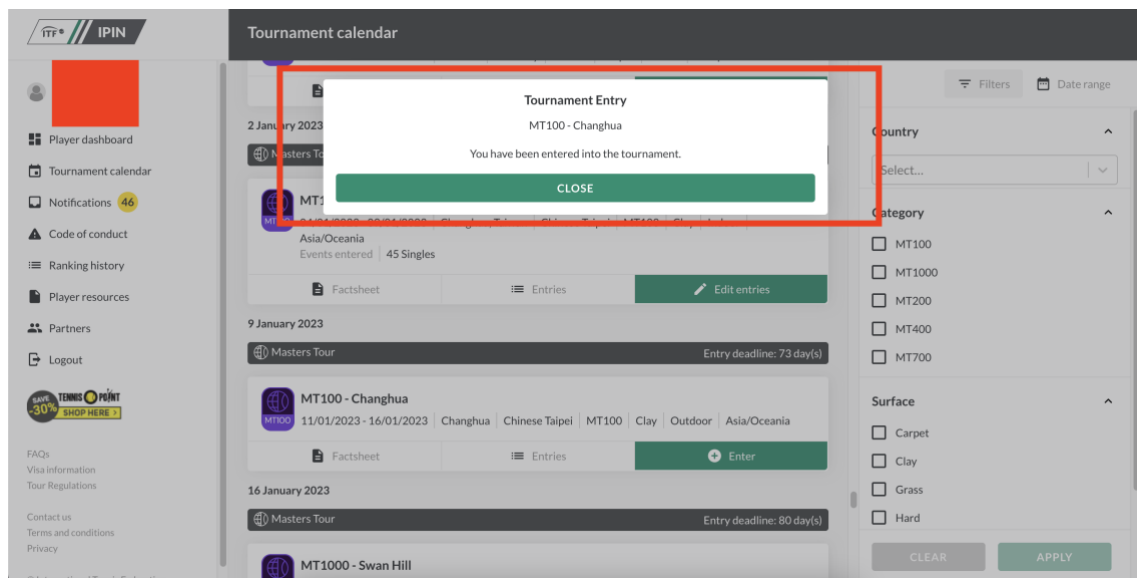 ITF IPIN
Tournament calendar
Player dashboard
Tournament calendar
Notifications 46
Code of conduct
Ranking history
Player resources
Partners
Logout
SAVE -30% TENNIS POINT
SHOP HERE >
FAQs
Visa information
Tour Regulations
Contact us
Terms and conditions
Privacy
2 January 2023
Masters To
Tournament Entry
MT100 - Changhua
You have been entered into the tournament.
CLOSE
MT1
Asia/Oceania
Events entered 45 Singles
Factsheet Entries Edit entries
9 January 2023
Masters Tour Entry deadline: 73 day(s)
MT100
MT100 - Changhua
11/01/2023 - 16/01/2023 Changhua Chinese Taipei MT100 Clay Outdoor Asia/Oceania
Factsheet Entries Enter
16 January 2023
Masters Tour Entry deadline: 80 day(s)
MT1000 - Swan Hill
Filters Date range
Country
Select...
Category
MT100
MT1000
MT200
MT400
MT700
Surface
Carpet
Clay
Grass
Hard
CLEAR APPLY